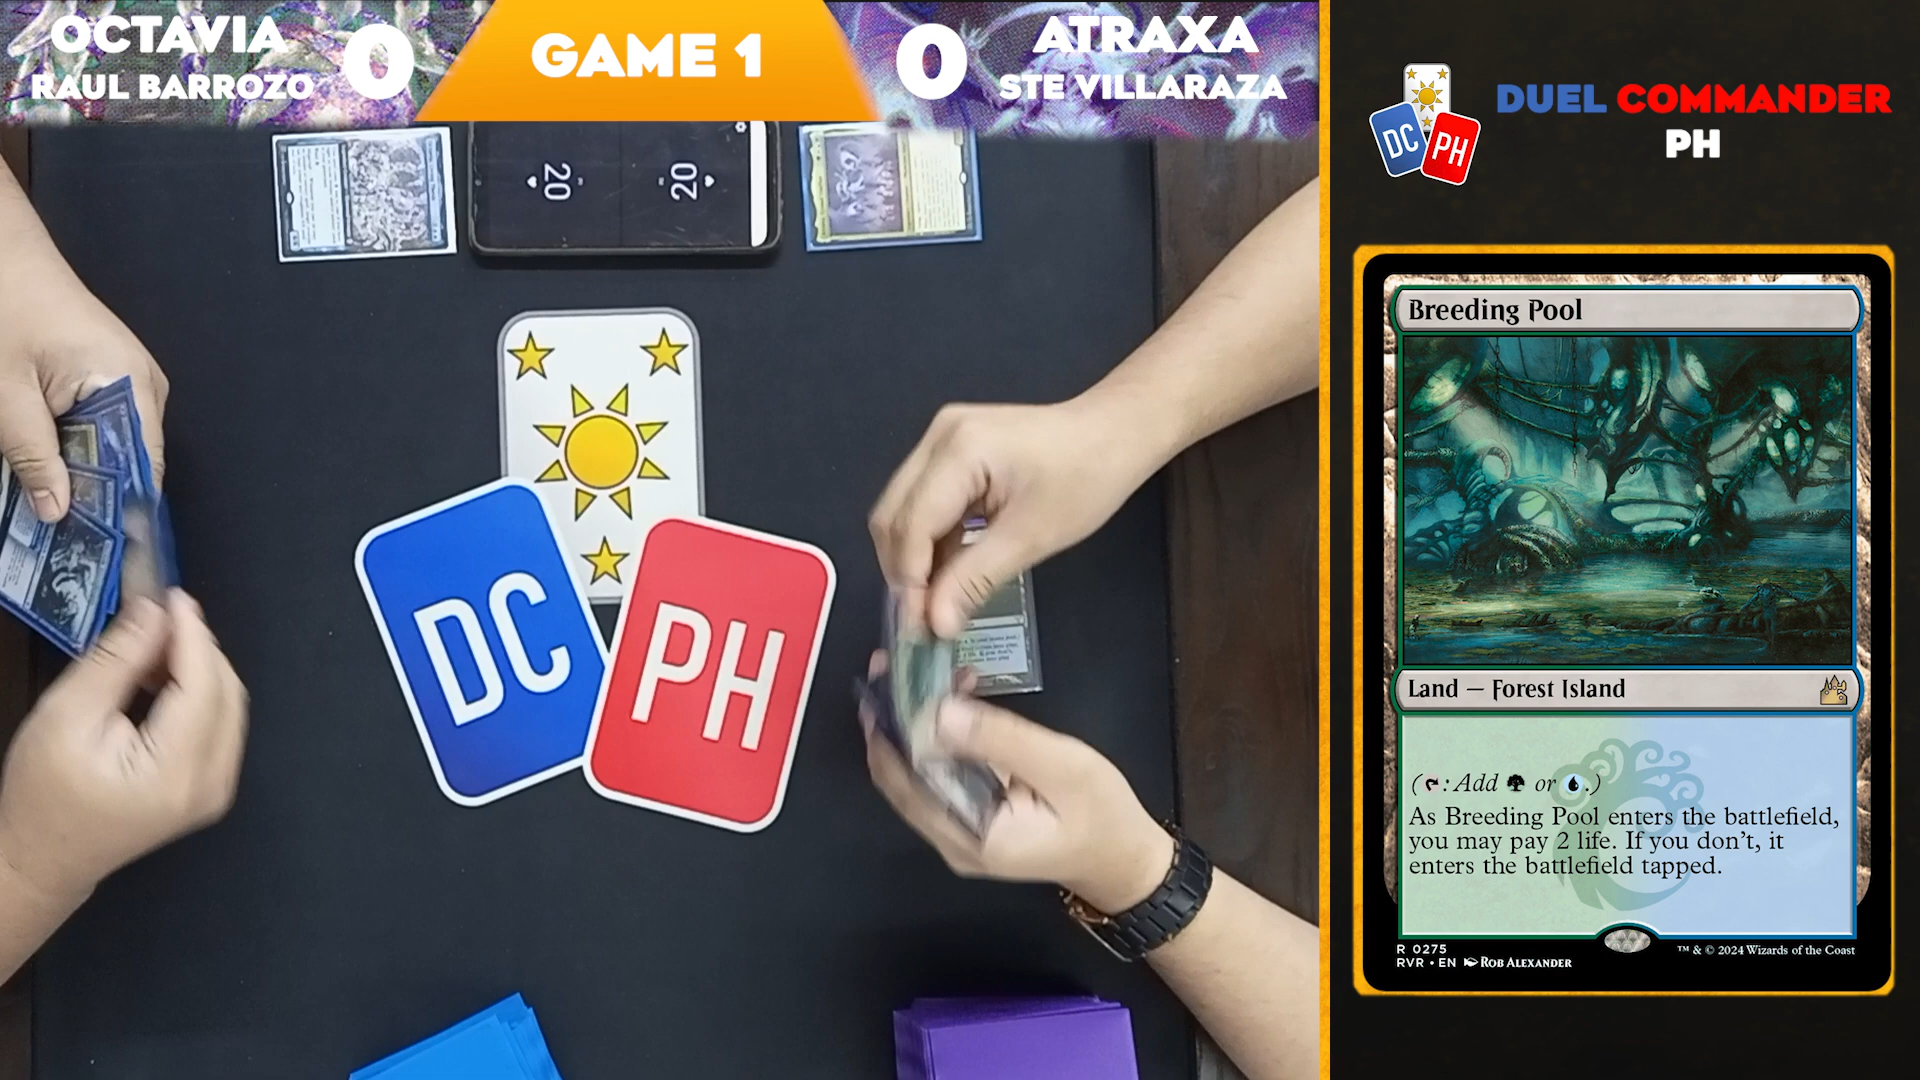 OCTAVIA
RAUL BARROZO
0
GAME 1
0
ATRAXA
STE VILLARAZA
DUEL COMMANDER
PH
DC
PH
20
20
DC
PH
Breeding Pool
Land — Forest Island
( : Add or .)
As Breeding Pool enters the battlefield,
you may pay 2 life. If you don't, it
enters the battlefield tapped.
R 0275
RVR • EN ROB ALEXANDER
™ & © 2024 Wizards of the Coast